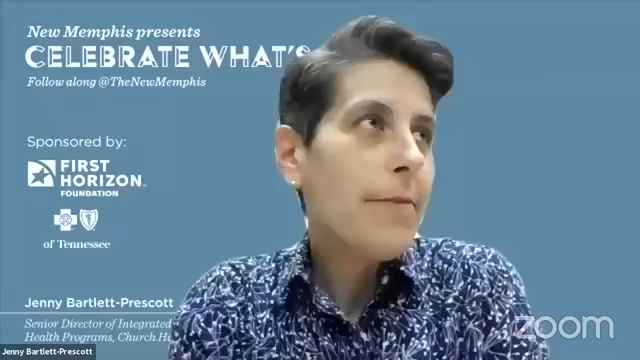 New Memphis presents
CELEBRATE WHAT'S
Follow along @TheNewMemphis
Sponsored by:
FIRST
HORIZON
FOUNDATION
of Tennessee
Jenny Bartlett-Prescott
Senior Director of Integrated
Health Programs, Church
Jenny Bartlett-Prescott
zoom